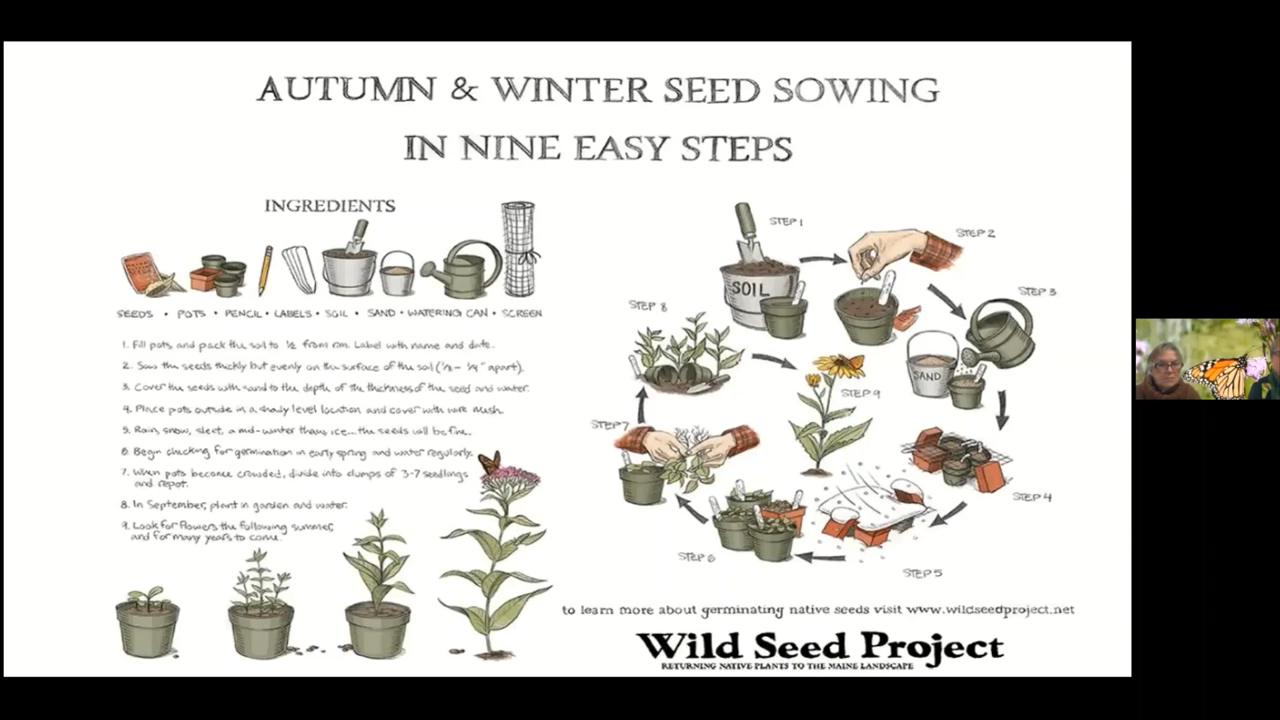 AUTUMN & WINTER SEED SOWING
IN NINE EASY STEPS
INGREDIENTS
SEEDS • POTS • PENCIL • LABELS • SOIL • SAND • WATERING CAN • SCREEN
1. Fill pots and pack the soil to ½ from rim. Label with name and date.
2. Sow the seeds thickly but evenly on the surface of the soil (⅛ - ¼" apart).
3. Cover the seeds with sand to the depth of the thickness of the seed and water.
4. Place pots outside in a shady level location and cover with wire mesh.
5. Rain, snow, sleet, a mid-winter thaw, ice... the seeds will be fine.
6. Begin checking for germination in early spring and water regularly.
7. When pots become crowded, divide into clumps of 3-7 seedlings
and repot.
8. In September, plant in garden and water.
9. Look for flowers the following summer,
and for many years to come.
STEP 1
SOIL
STEP 2
STEP 3
SAND
STEP 4
STEP 5
STEP 6
STEP 7
STEP 8
STEP 9
to learn more about germinating native seeds visit www.wildseedproject.net
Wild Seed Project
RETURNING NATIVE PLANTS TO THE MAINE LANDSCAPE